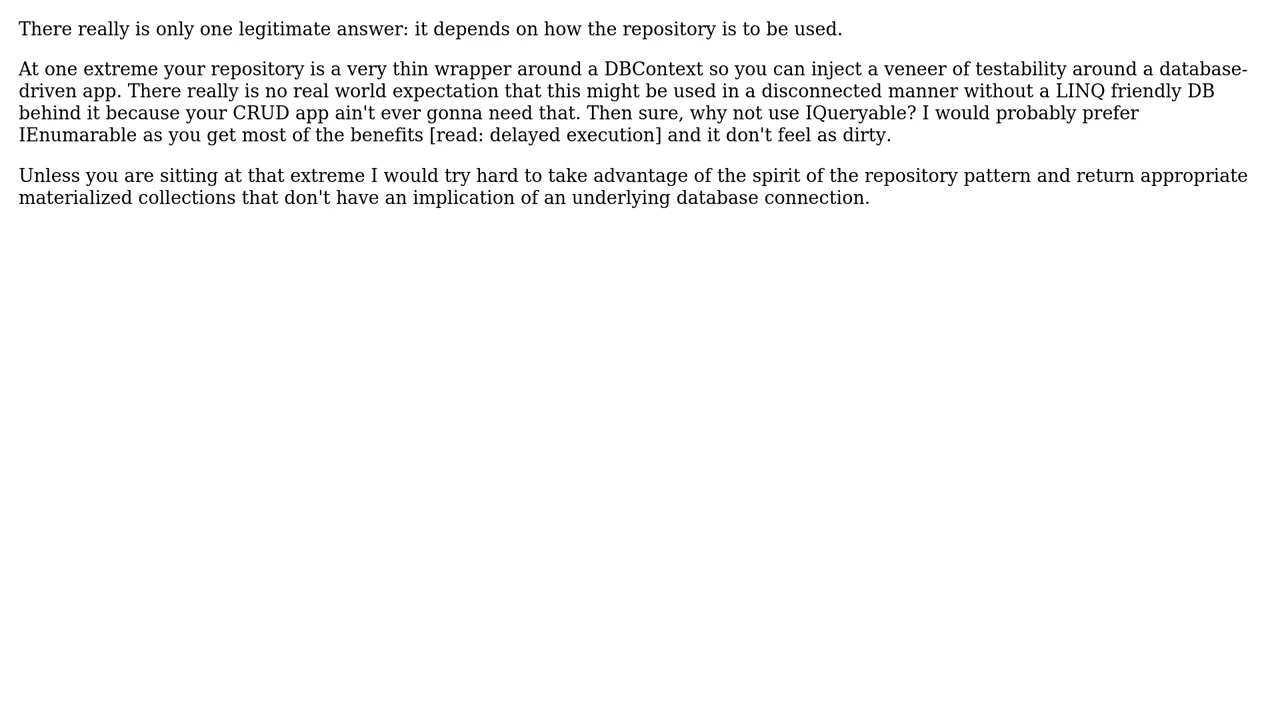 There really is only one legitimate answer: it depends on how the repository is to be used.
At one extreme your repository is a very thin wrapper around a DBContext so you can inject a veneer of testability around a database-
driven app. There really is no real world expectation that this might be used in a disconnected manner without a LINQ friendly DB
behind it because your CRUD app ain't ever gonna need that. Then sure, why not use IQueryable? I would probably prefer
IEnumarable as you get most of the benefits [read: delayed execution] and it don't feel as dirty.
Unless you are sitting at that extreme I would try hard to take advantage of the spirit of the repository pattern and return appropriate
materialized collections that don't have an implication of an underlying database connection.